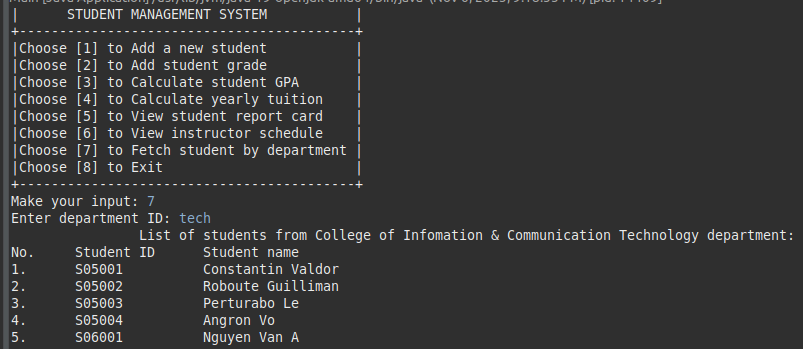 |      STUDENT MANAGEMENT SYSTEM           |
+------------------------------------------+
|Choose [1] to Add a new student           |
|Choose [2] to Add student grade           |
|Choose [3] to Calculate student GPA       |
|Choose [4] to Calculate yearly tuition    |
|Choose [5] to View student report card    |
|Choose [6] to View instructor schedule    |
|Choose [7] to Fetch student by department |
|Choose [8] to Exit                        |
+------------------------------------------+
Make your input: 7
Enter department ID: tech
                List of students from College of Infomation & Communication Technology department:
No.     Student ID      Student name
1.      S05001          Constantin Valdor
2.      S05002          Roboute Guilliman
3.      S05003          Perturabo Le
4.      S05004          Angron Vo
5.      S06001          Nguyen Van A